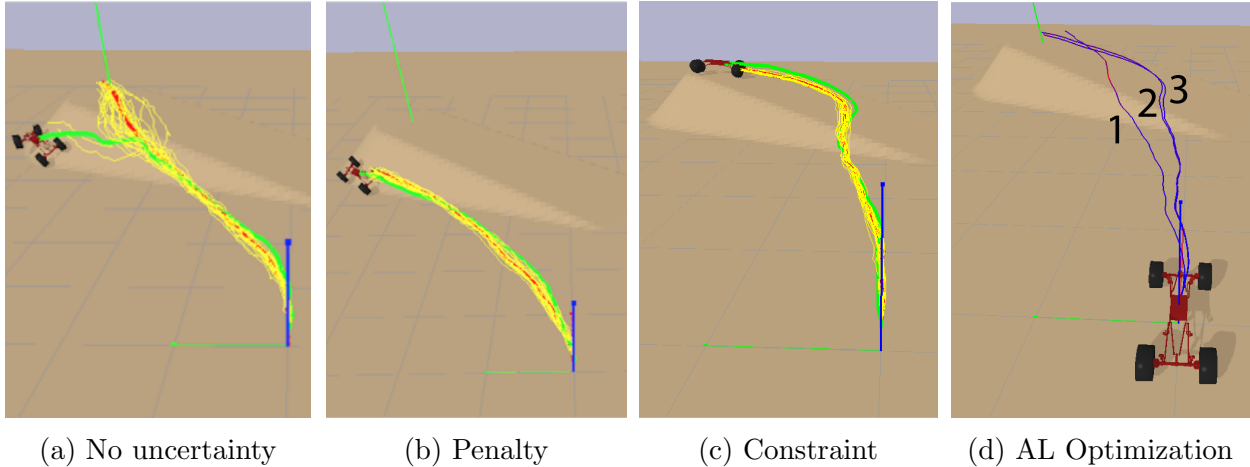 1
2
3
(a) No uncertainty
(b) Penalty
(c) Constraint
(d) AL Optimization